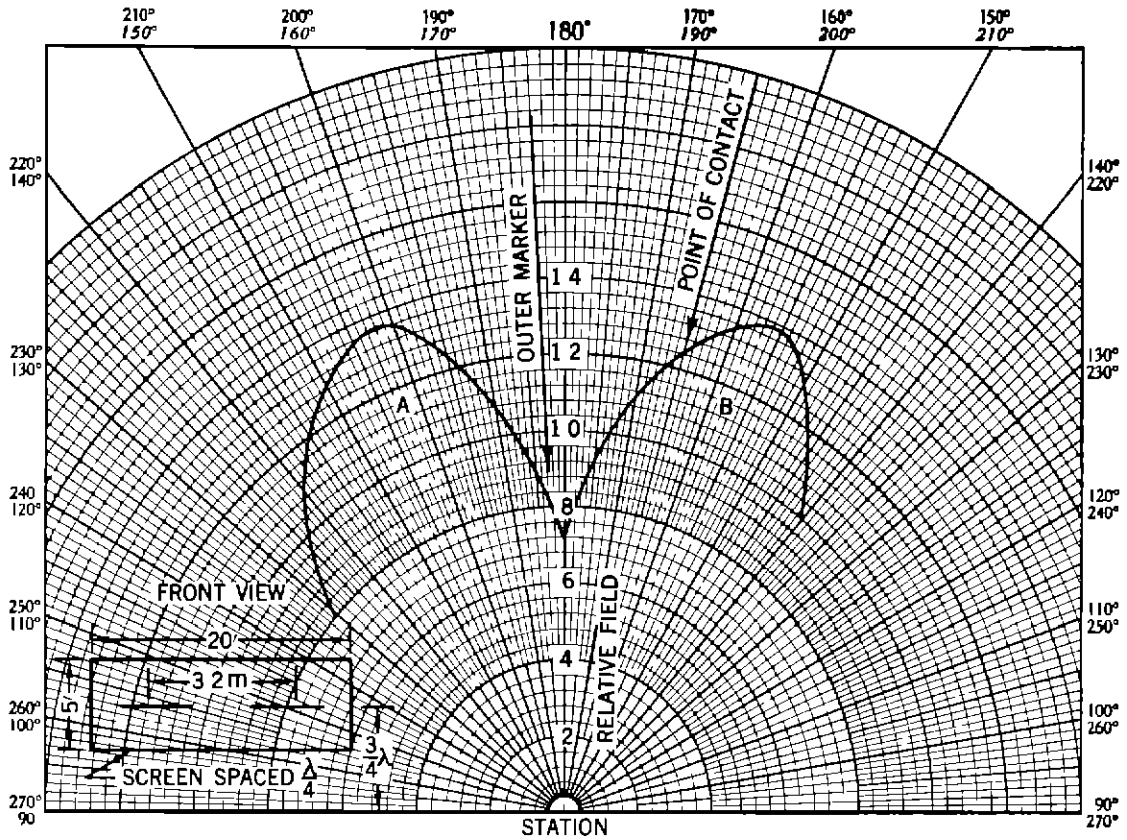 210° 200° 190° 180° 170° 160° 150°
150° 160° 170° 190° 200° 210°
220°
140°
140°
220°
OUTER MARKER
POINT OF CONTACT
14
230°
130°
12
130°
230°
A
B
10
240°
120°
8
120°
240°
FRONT VIEW
6
RELATIVE FIELD
250°
110°
110°
250°
20'
4
3 2 m
5'
260°
100°
100°
260°
2
3/4 λ
SCREEN SPACED λ/4
270°
90
90°
270°
STATION